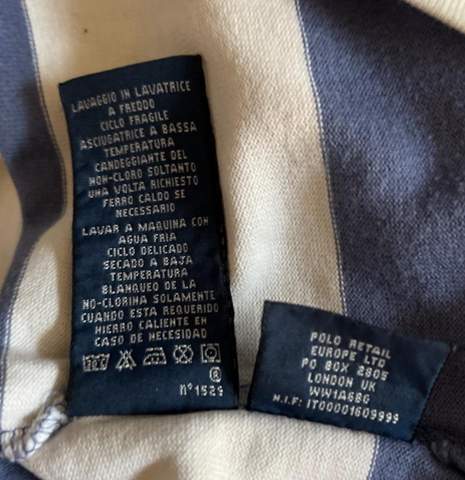 LAVAGGIO IN LAVATRICE
A FREDDO
CICLO FRAGILE
ASCIUGATRICE A BASSA
TEMPERATURA
CANDEGGIANTE DEL
NON-CLORO SOLTANTO
UNA VOLTA RICHIESTO
FERRO CALDO SE
NECESSARIO
LAVAR A MAQUINA CON
AGUA FRIA
CICLO DELICADO
SECADO A BAJA
TEMPERATURA
BLANQUEO DE LA
NO-CLORINA SOLAMENTE
CUANDO ESTA REQUERIDO
HIERRO CALIENTE EN
CASO DE NECESIDAD
®
n°1529
POLO RETAIL
EUROPE LTD
PO BOX 2805
LONDON UK
WW1A6BG
N.I.F: IT00001609999